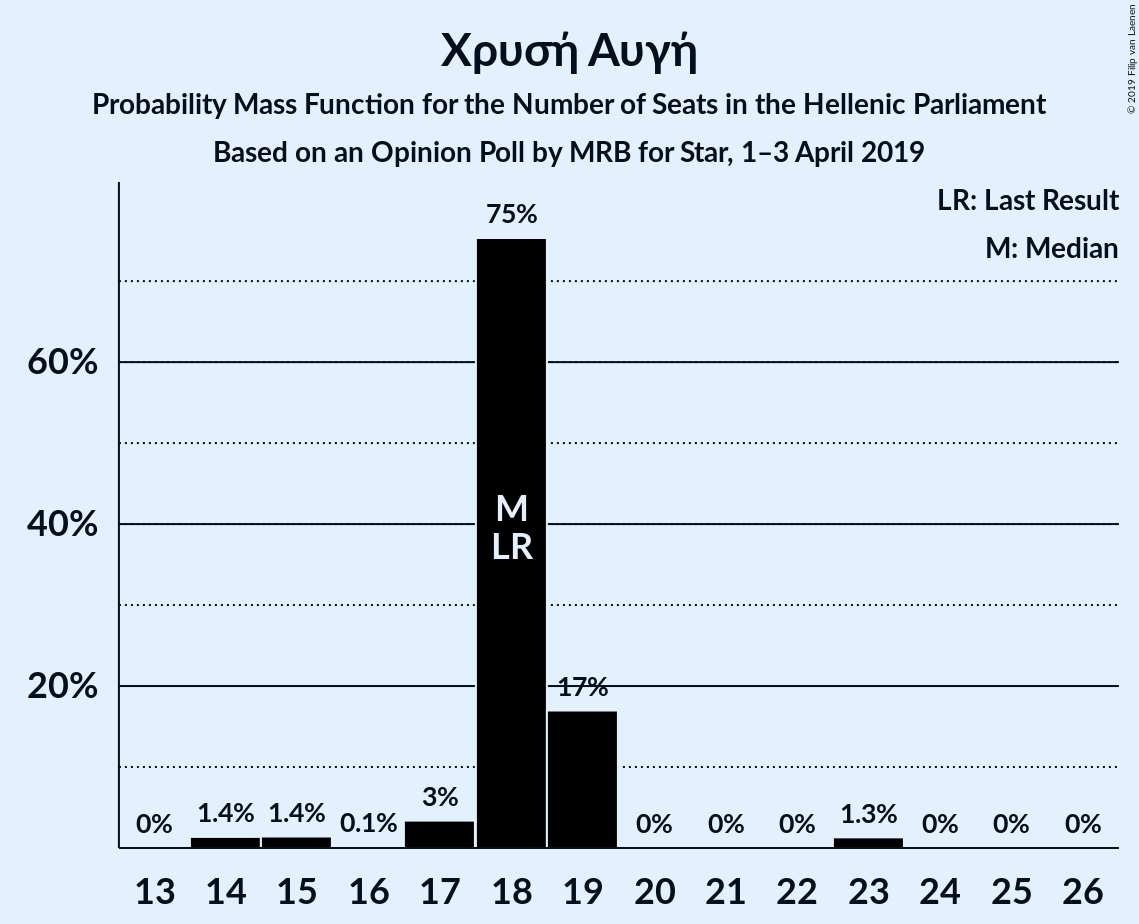 Χρυσή Αυγή
Probability Mass Function for the Number of Seats in the Hellenic Parliament
Based on an Opinion Poll by MRB for Star, 1–3 April 2019
© 2019 Filip van Laenen
LR: Last Result
M: Median
75%
60%
40%
20%
M
LR
17%
0% 1.4% 1.4% 0.1% 3% 0% 0% 0% 1.3% 0% 0% 0%
13 14 15 16 17 18 19 20 21 22 23 24 25 26